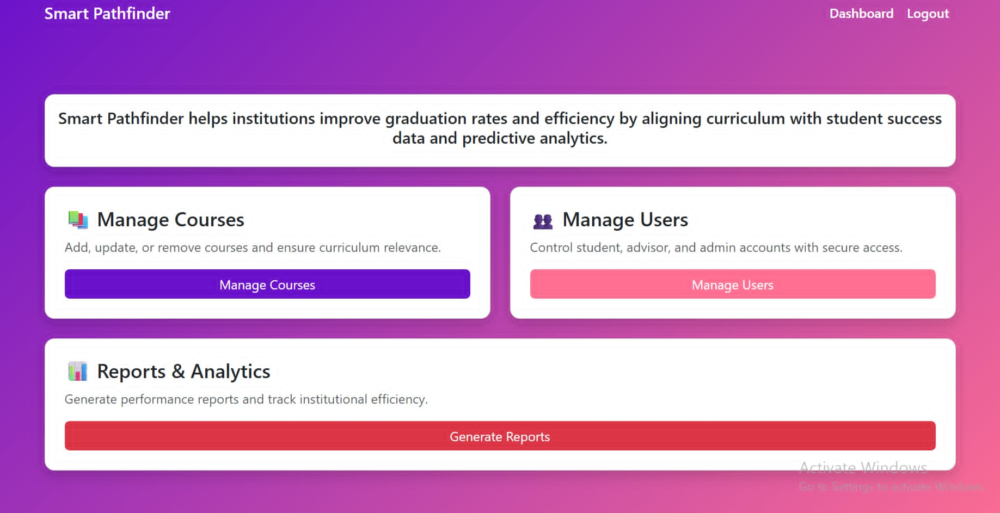 Smart Pathfinder
Dashboard Logout
Smart Pathfinder helps institutions improve graduation rates and efficiency by aligning curriculum with student success
data and predictive analytics.
Manage Courses
Add, update, or remove courses and ensure curriculum relevance.
Manage Courses
Manage Users
Control student, advisor, and admin accounts with secure access.
Manage Users
Reports & Analytics
Generate performance reports and track institutional efficiency.
Generate Reports
Activate Windows
Go to Settings to activate Windows.